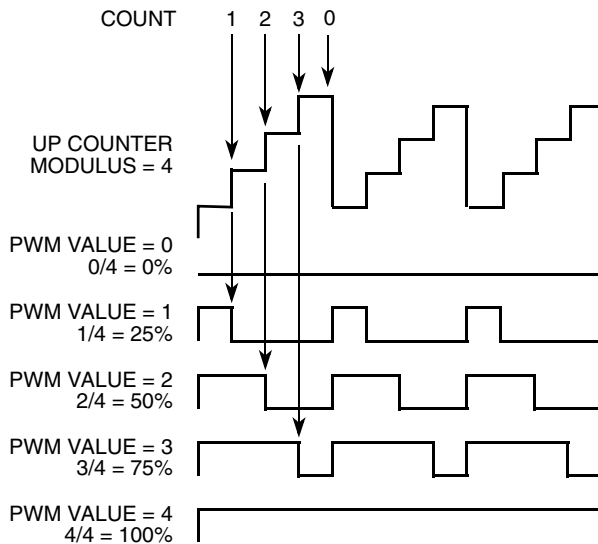 COUNT 1 2 3 0
UP COUNTER
MODULUS = 4
PWM VALUE = 0
0/4 = 0%
PWM VALUE = 1
1/4 = 25%
PWM VALUE = 2
2/4 = 50%
PWM VALUE = 3
3/4 = 75%
PWM VALUE = 4
4/4 = 100%